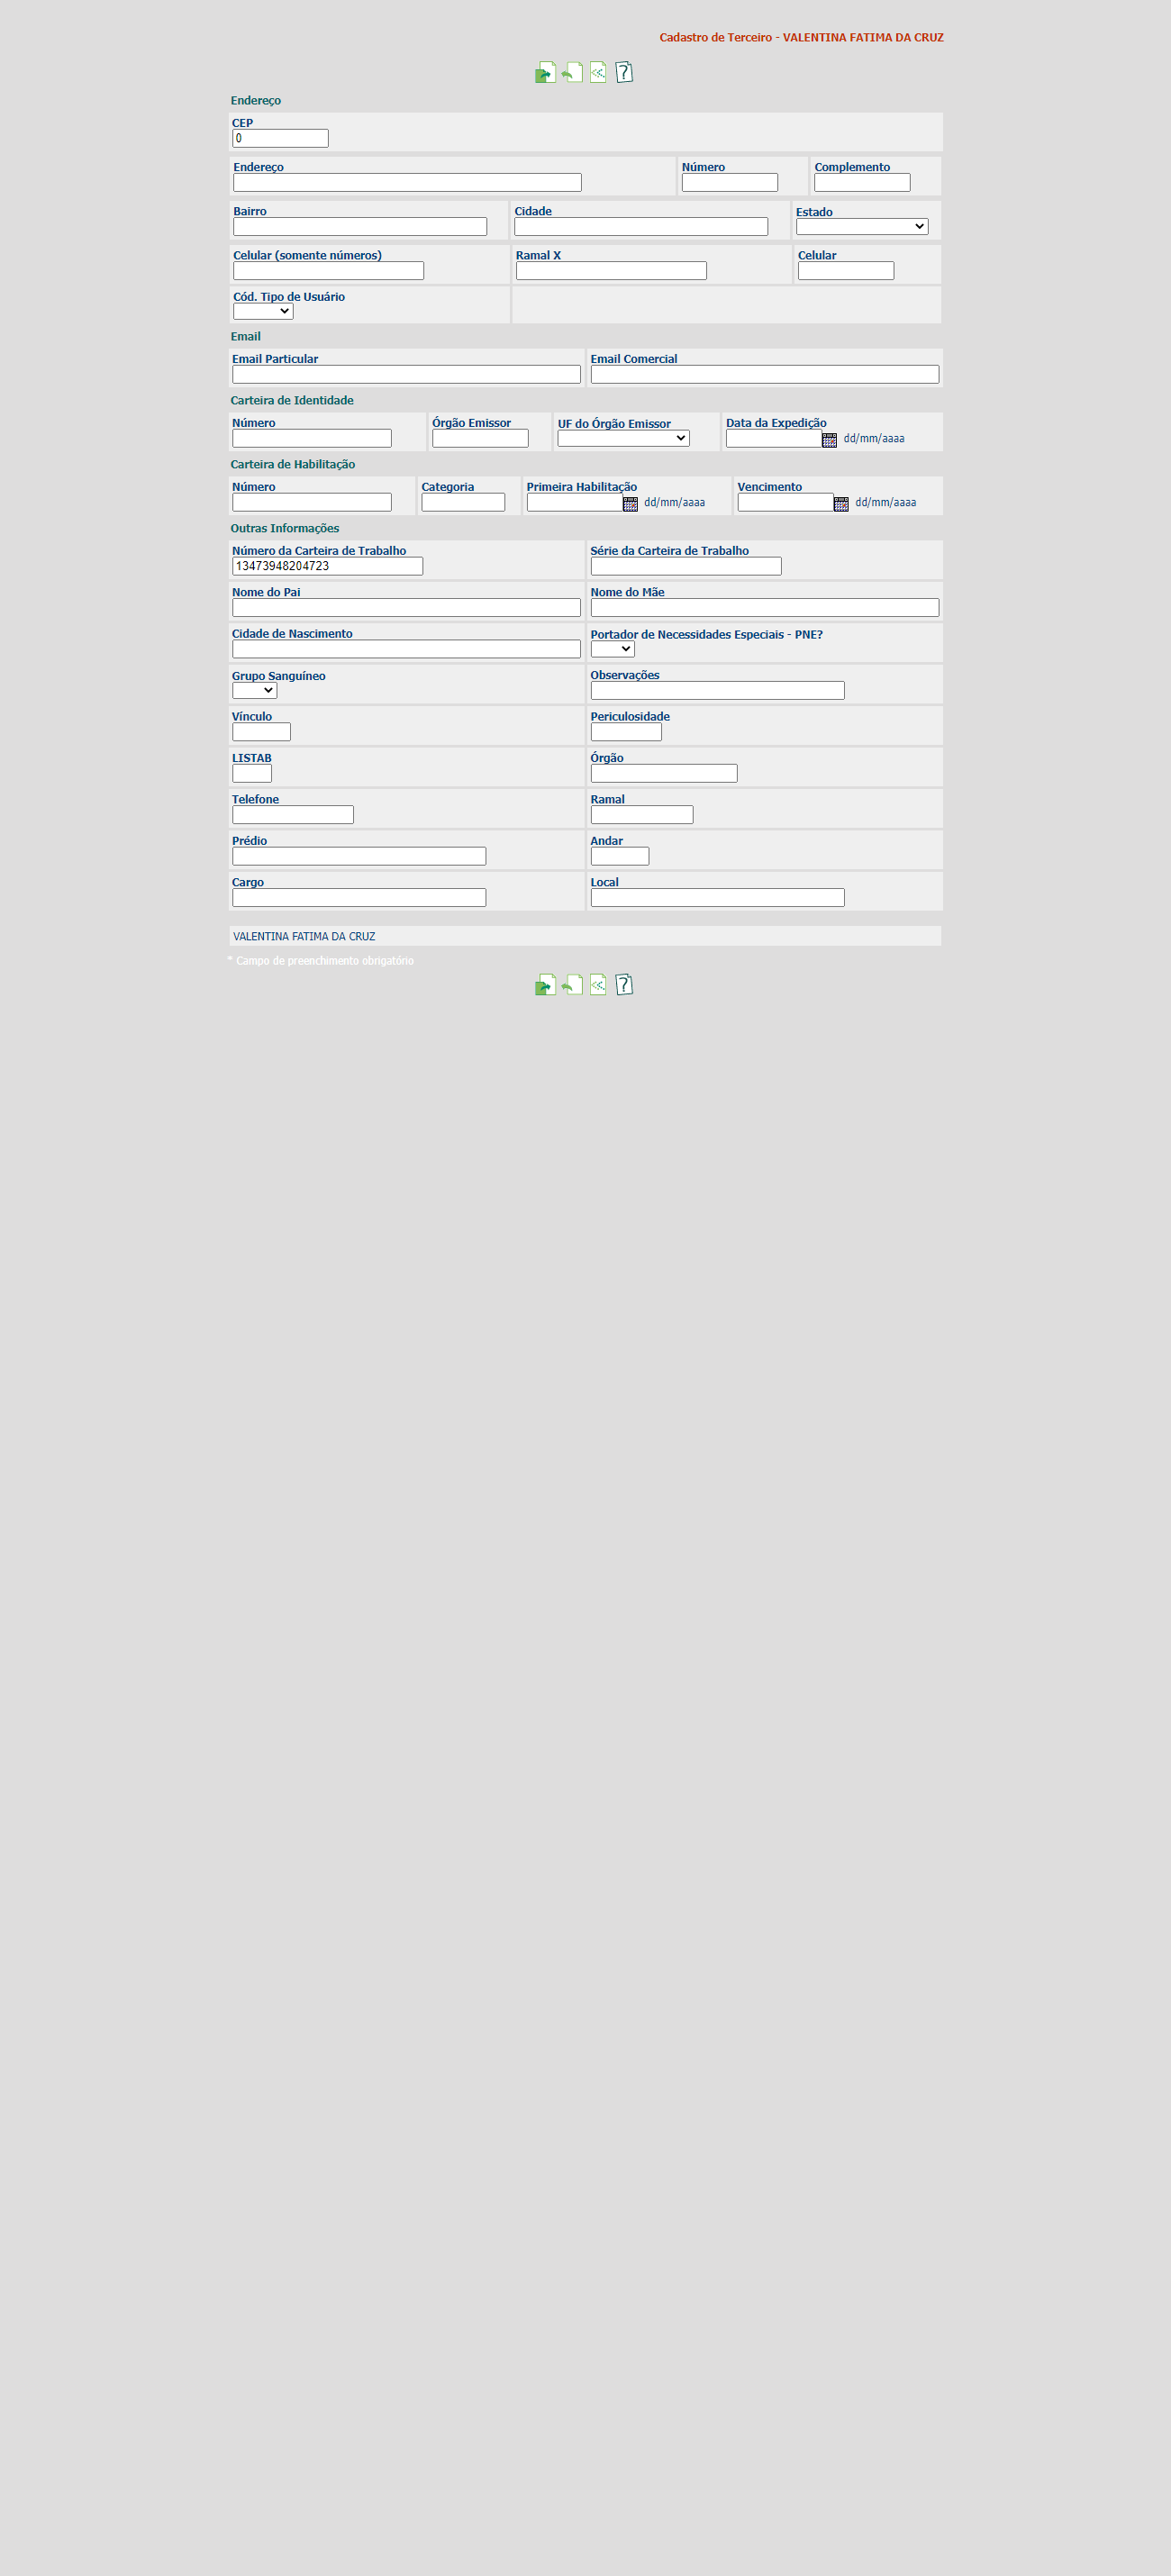 Cadastro de Terceiro - VALENTINA FATIMA DA CRUZ
Endereço
CEP
0
Endereço Número Complemento
Bairro Cidade Estado
Celular (somente números) Ramal X Celular
Cód. Tipo de Usuário
Email
Email Particular Email Comercial
Carteira de Identidade
Número Órgão Emissor UF do Órgão Emissor Data da Expedição
dd/mm/aaaa
Carteira de Habilitação
Número Categoria Primeira Habilitação Vencimento
dd/mm/aaaa dd/mm/aaaa
Outras Informações
Número da Carteira de Trabalho Série da Carteira de Trabalho
13473948204723
Nome do Pai Nome do Mãe
Cidade de Nascimento Portador de Necessidades Especiais - PNE?
Grupo Sanguíneo Observações
Vínculo Periculosidade
LISTAB Órgão
Telefone Ramal
Prédio Andar
Cargo Local
VALENTINA FATIMA DA CRUZ
* Campo de preenchimento obrigatório